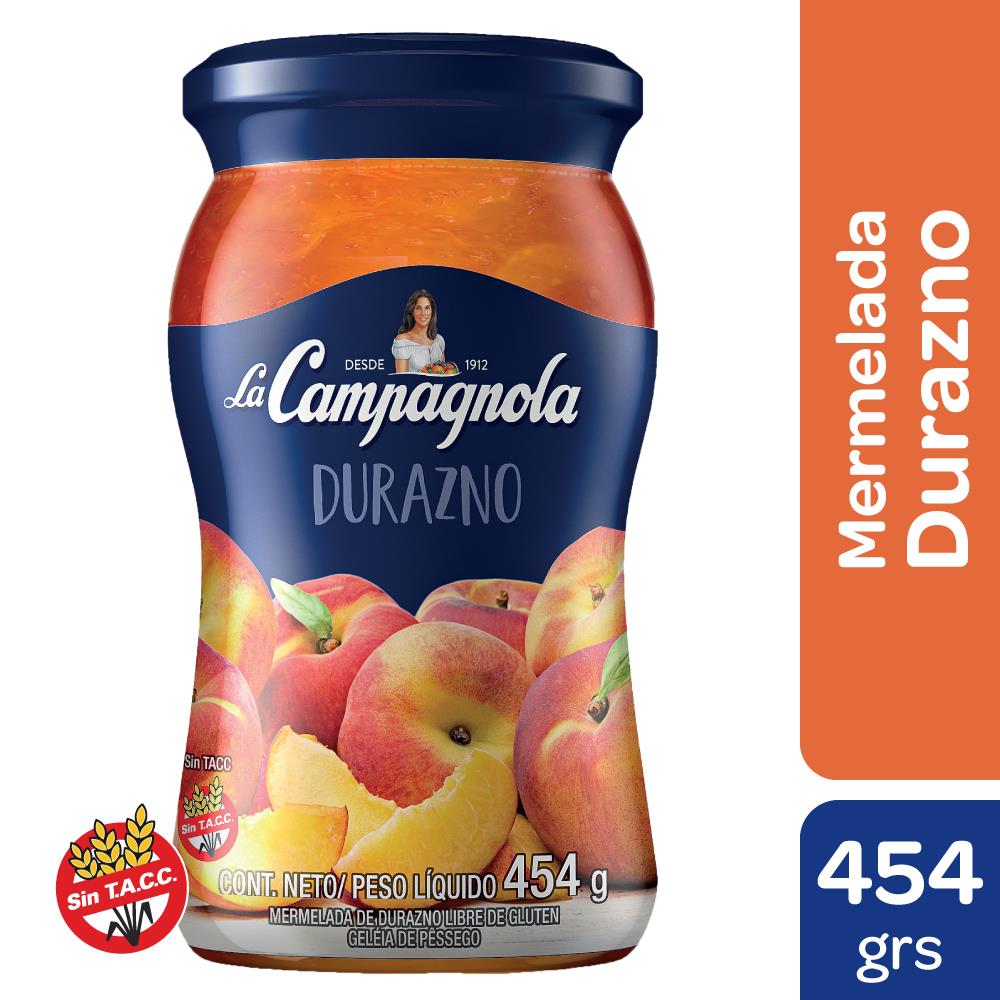 DESDE 1912
La Campagnola
DURAZNO
Sin TACC
Sin T.A.C.C.
Sin T.A.C.C.
CONT. NETO/ PESO LÍQUIDO 454 g
MERMELADA DE DURAZNO LIBRE DE GLUTEN
GELÉIA DE PÊSSEGO
Mermelada
Durazno
454
grs